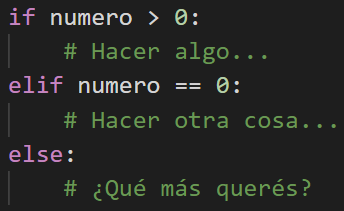 if numero > 0:
    # Hacer algo...
elif numero == 0:
    # Hacer otra cosa...
else:
    # ¿Qué más querés?